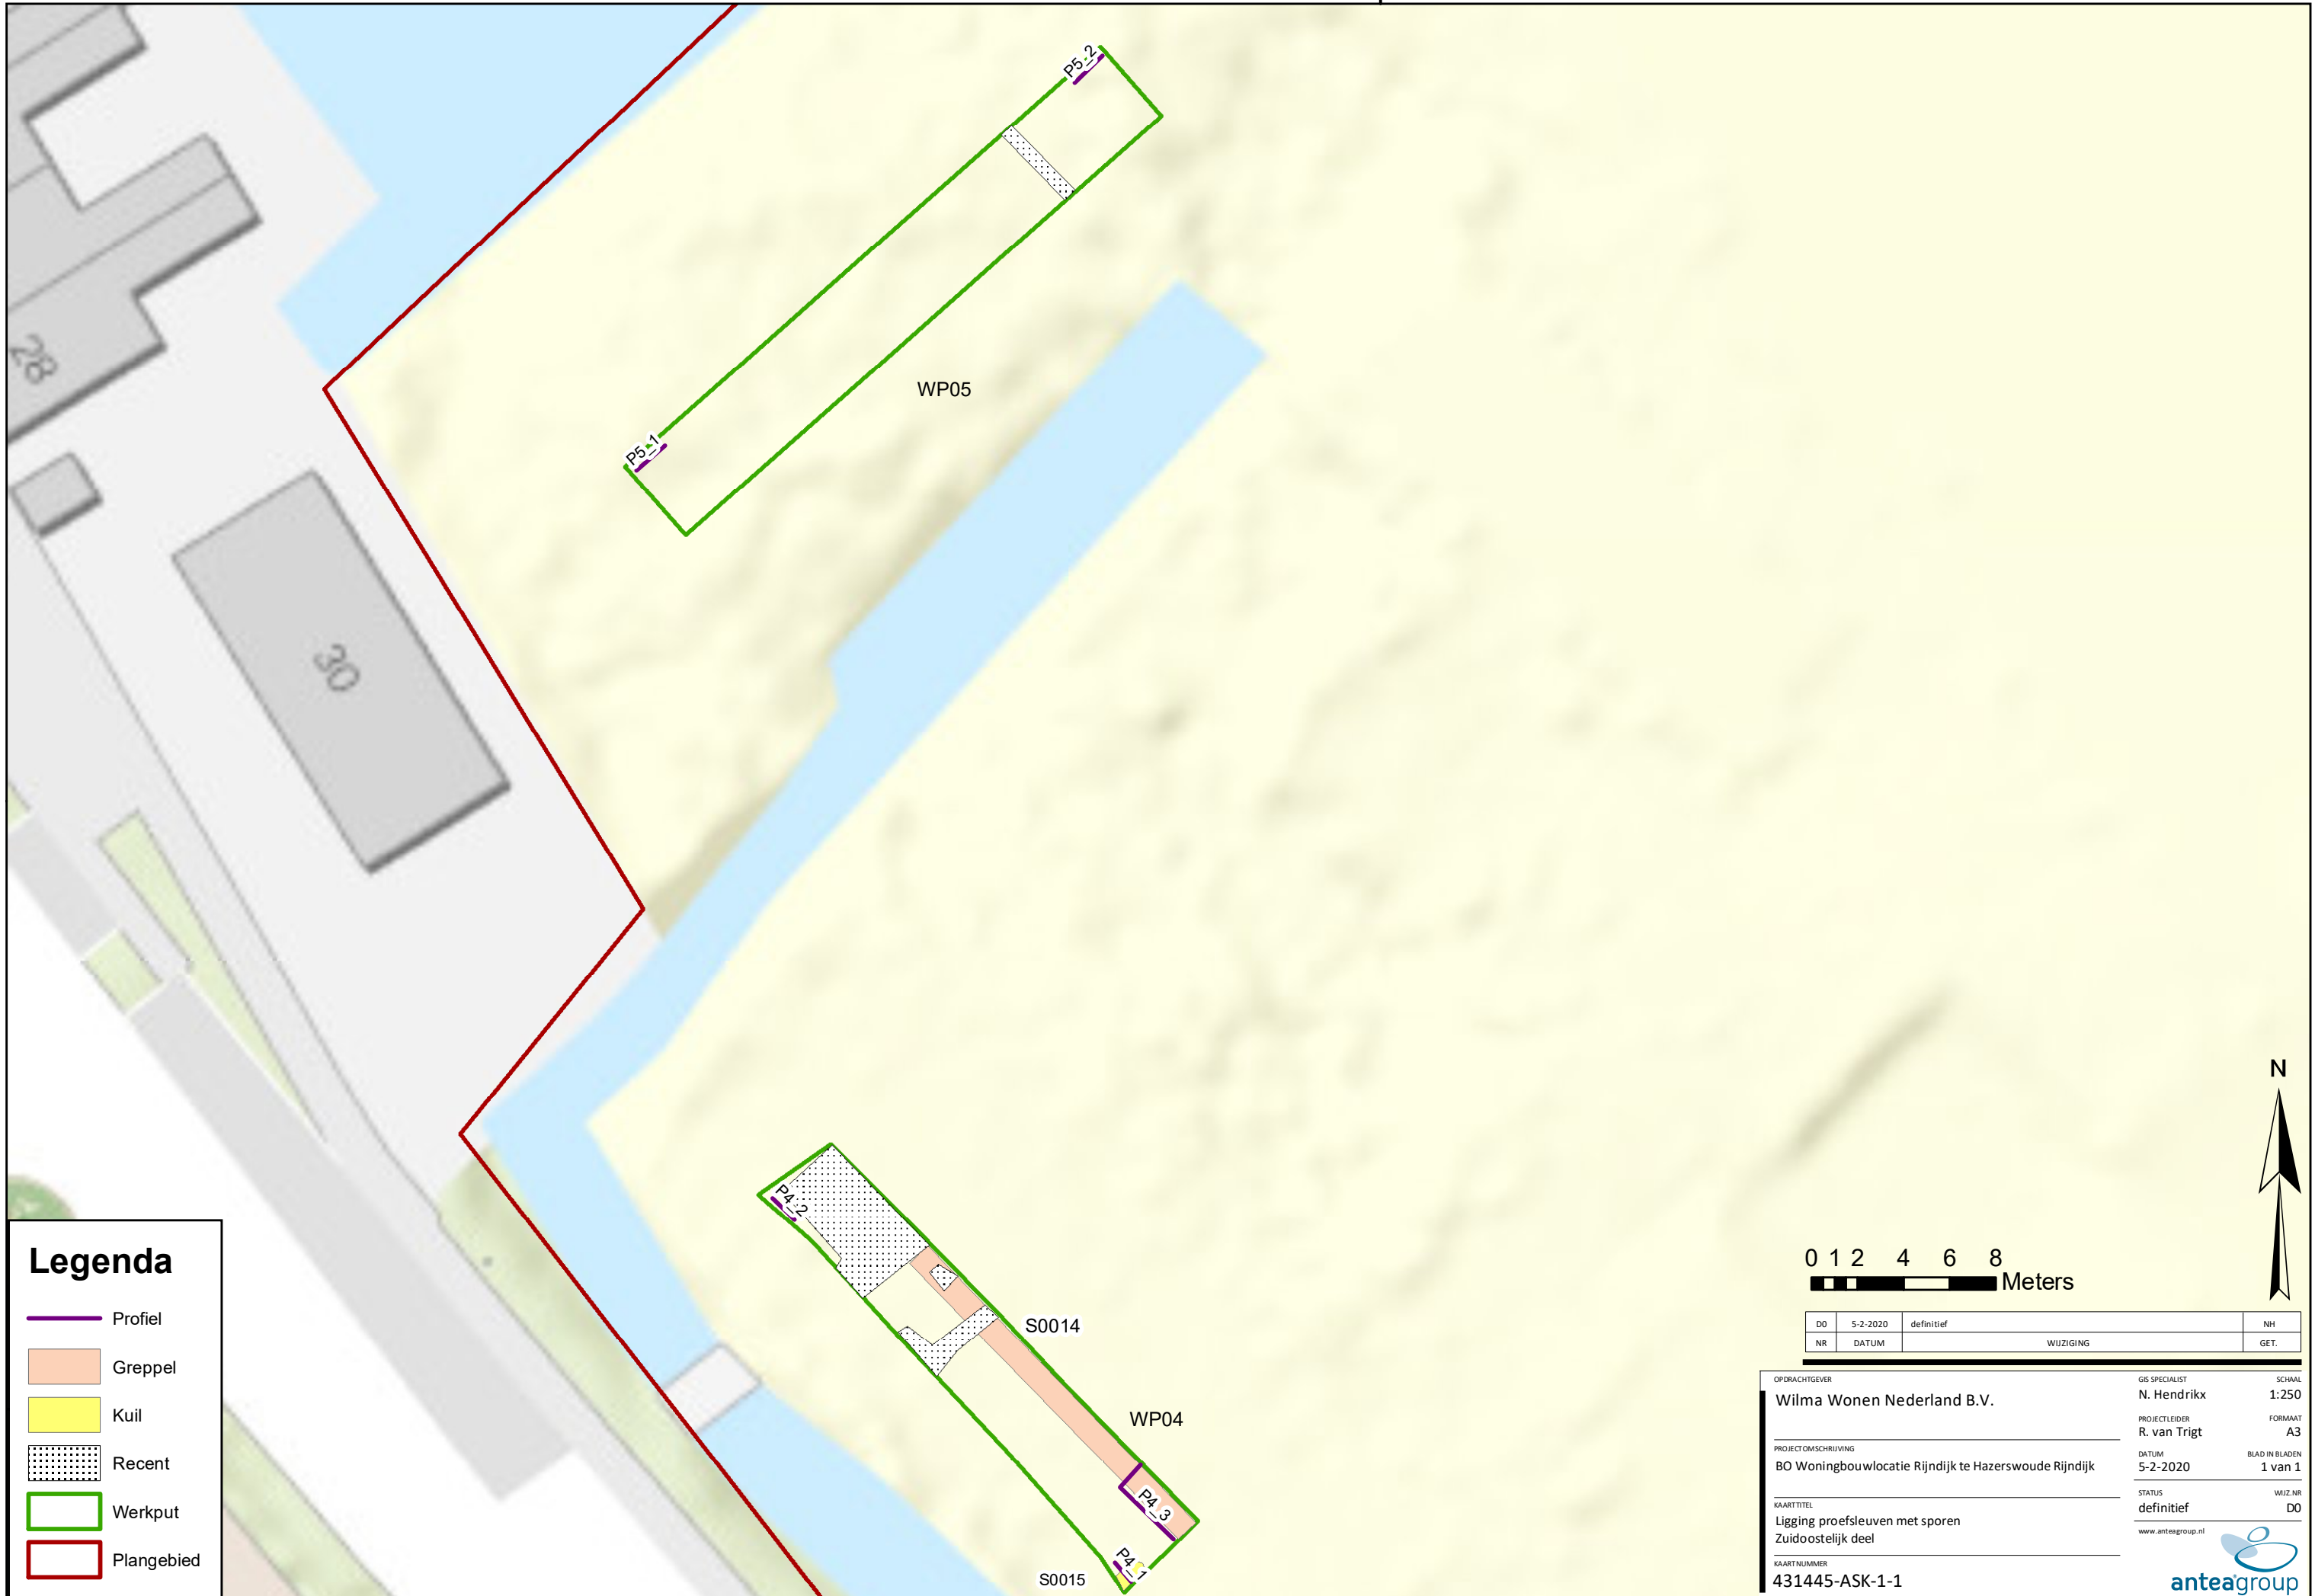 P5_2
WP05
P5_1
28
30
P4_2
S0014
WP04
P4_3
P4_1
S0015
N
0 1 2 4 6 8
Meters
Legenda
Profiel
Greppel
Kuil
Recent
Werkput
Plangebied
D0 5-2-2020 definitief NH
NR DATUM WIJZIGING GET.
OPDRACHTGEVER
Wilma Wonen Nederland B.V.
PROJECTOMSCHRIJVING
BO Woningbouwlocatie Rijndijk te Hazerswoude Rijndijk
KAARTTITEL
Ligging proefsleuven met sporen
Zuidoostelijk deel
KAARTNUMMER
431445-ASK-1-1
GIS SPECIALIST SCHAAL
N. Hendrikx 1:250
PROJECTLEIDER FORMAAT
R. van Trigt A3
DATUM BLAD IN BLADEN
5-2-2020 1 van 1
STATUS WIJZ.NR
definitief D0
www.anteagroup.nl
anteagroup